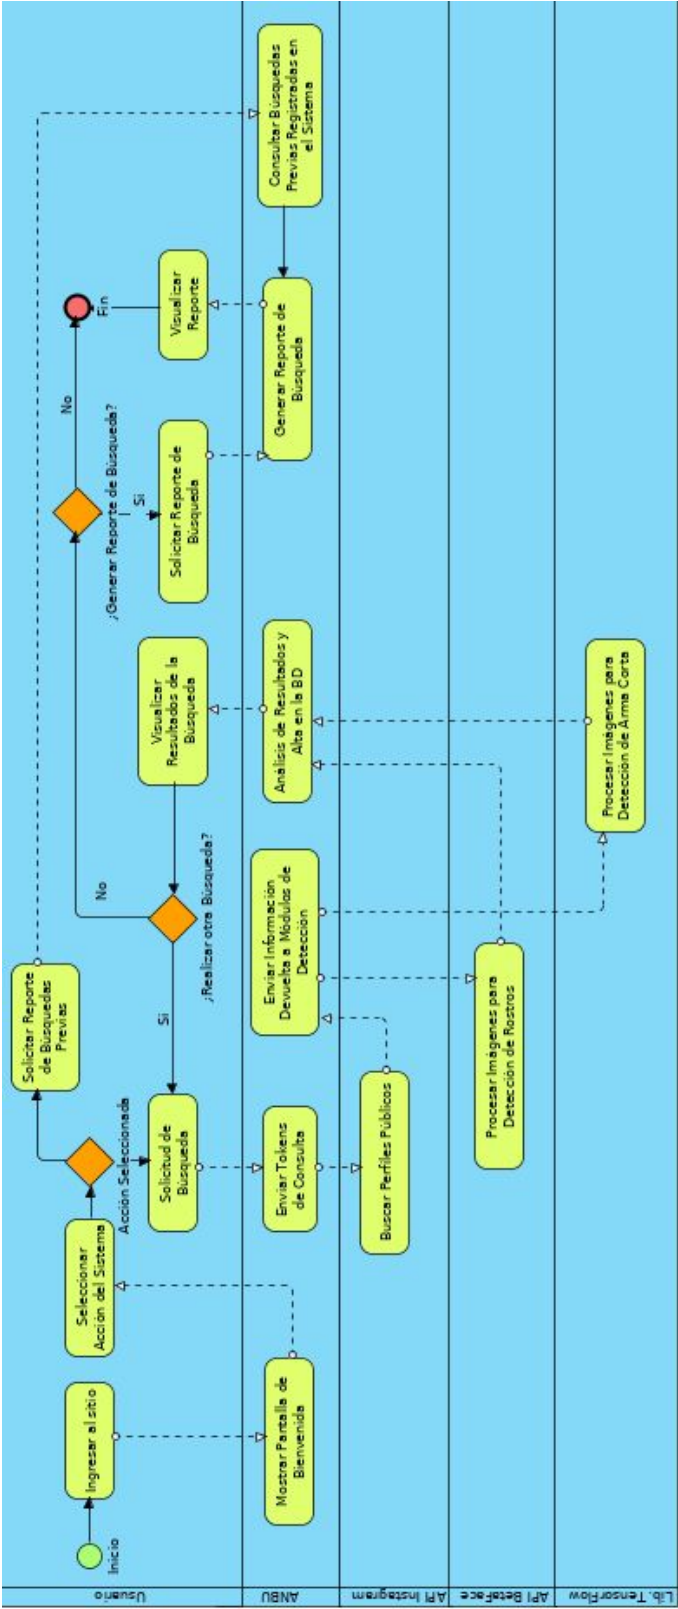 Usuario
Inicio
Ingresar al sitio
Seleccionar
Acción del Sistema
Acción Seleccionada
Solicitar Reporte
de Búsquedas
Previas
Solicitud de
Búsqueda
Si
¿Realizar otra Búsqueda?
No
Visualizar
Resultados de la
Búsqueda
¿Generar Reporte de Búsqueda?
Si
No
Solicitar Reporte de
Búsqueda
Visualizar
Reporte
Fin
ANBU
Mostrar Pantalla de
Bienvenida
Enviar Tokens
de Consulta
Enviar Información
Devuelta a Módulos de
Detección
Análisis de Resultados y
Alta en la BD
Generar Reporte de
Búsqueda
Consultar Búsquedas
Previas Registradas en
el Sistema
API Instagram
Buscar Perfiles Públicos
API BetaFace
Procesar Imágenes para
Detección de Rostros
Lib. TensorFlow
Procesar Imágenes para
Detección de Arma Corta